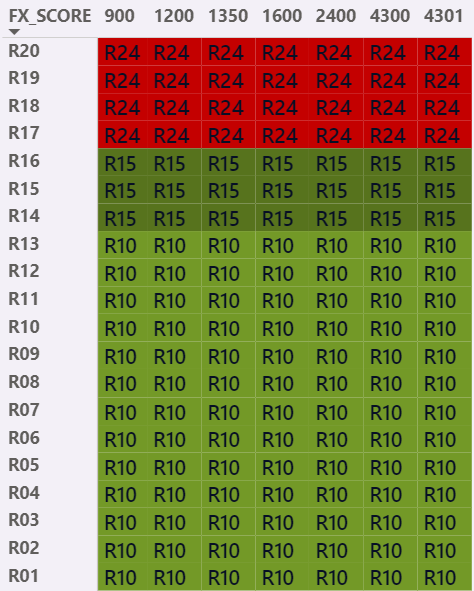 FX_SCORE 900 1200 1350 1600 2400 4300 4301
R20 R24 R24 R24 R24 R24 R24 R24
R19 R24 R24 R24 R24 R24 R24 R24
R18 R24 R24 R24 R24 R24 R24 R24
R17 R24 R24 R24 R24 R24 R24 R24
R16 R15 R15 R15 R15 R15 R15 R15
R15 R15 R15 R15 R15 R15 R15 R15
R14 R15 R15 R15 R15 R15 R15 R15
R13 R10 R10 R10 R10 R10 R10 R10
R12 R10 R10 R10 R10 R10 R10 R10
R11 R10 R10 R10 R10 R10 R10 R10
R10 R10 R10 R10 R10 R10 R10 R10
R09 R10 R10 R10 R10 R10 R10 R10
R08 R10 R10 R10 R10 R10 R10 R10
R07 R10 R10 R10 R10 R10 R10 R10
R06 R10 R10 R10 R10 R10 R10 R10
R05 R10 R10 R10 R10 R10 R10 R10
R04 R10 R10 R10 R10 R10 R10 R10
R03 R10 R10 R10 R10 R10 R10 R10
R02 R10 R10 R10 R10 R10 R10 R10
R01 R10 R10 R10 R10 R10 R10 R10